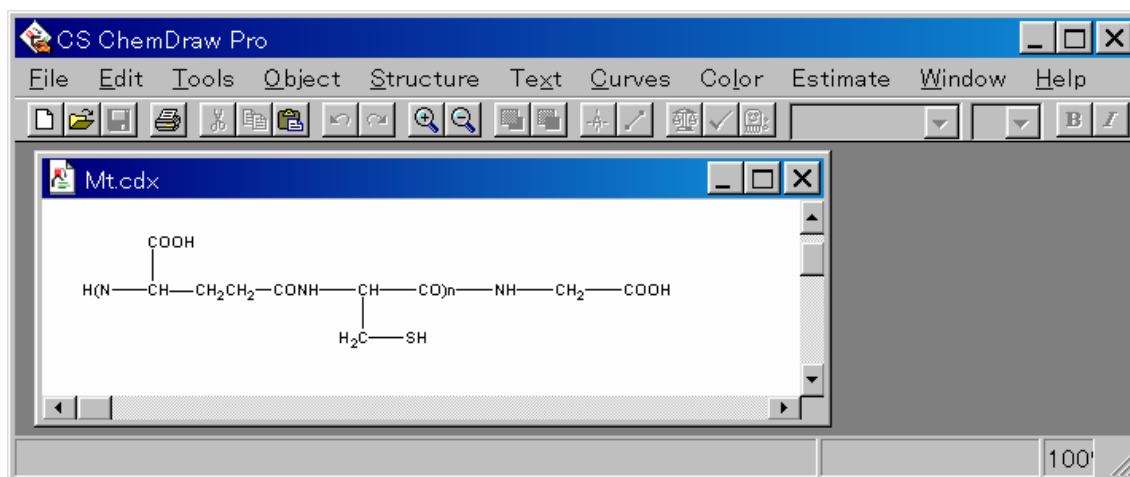 CS ChemDraw Pro
File Edit Tools Object Structure Text Curves Color Estimate Window Help
B I
Mt.cdx
COOH
H(N—CH—CH₂CH₂—CONH—CH—CO)n—NH—CH₂—COOH
H₂C—SH
100%